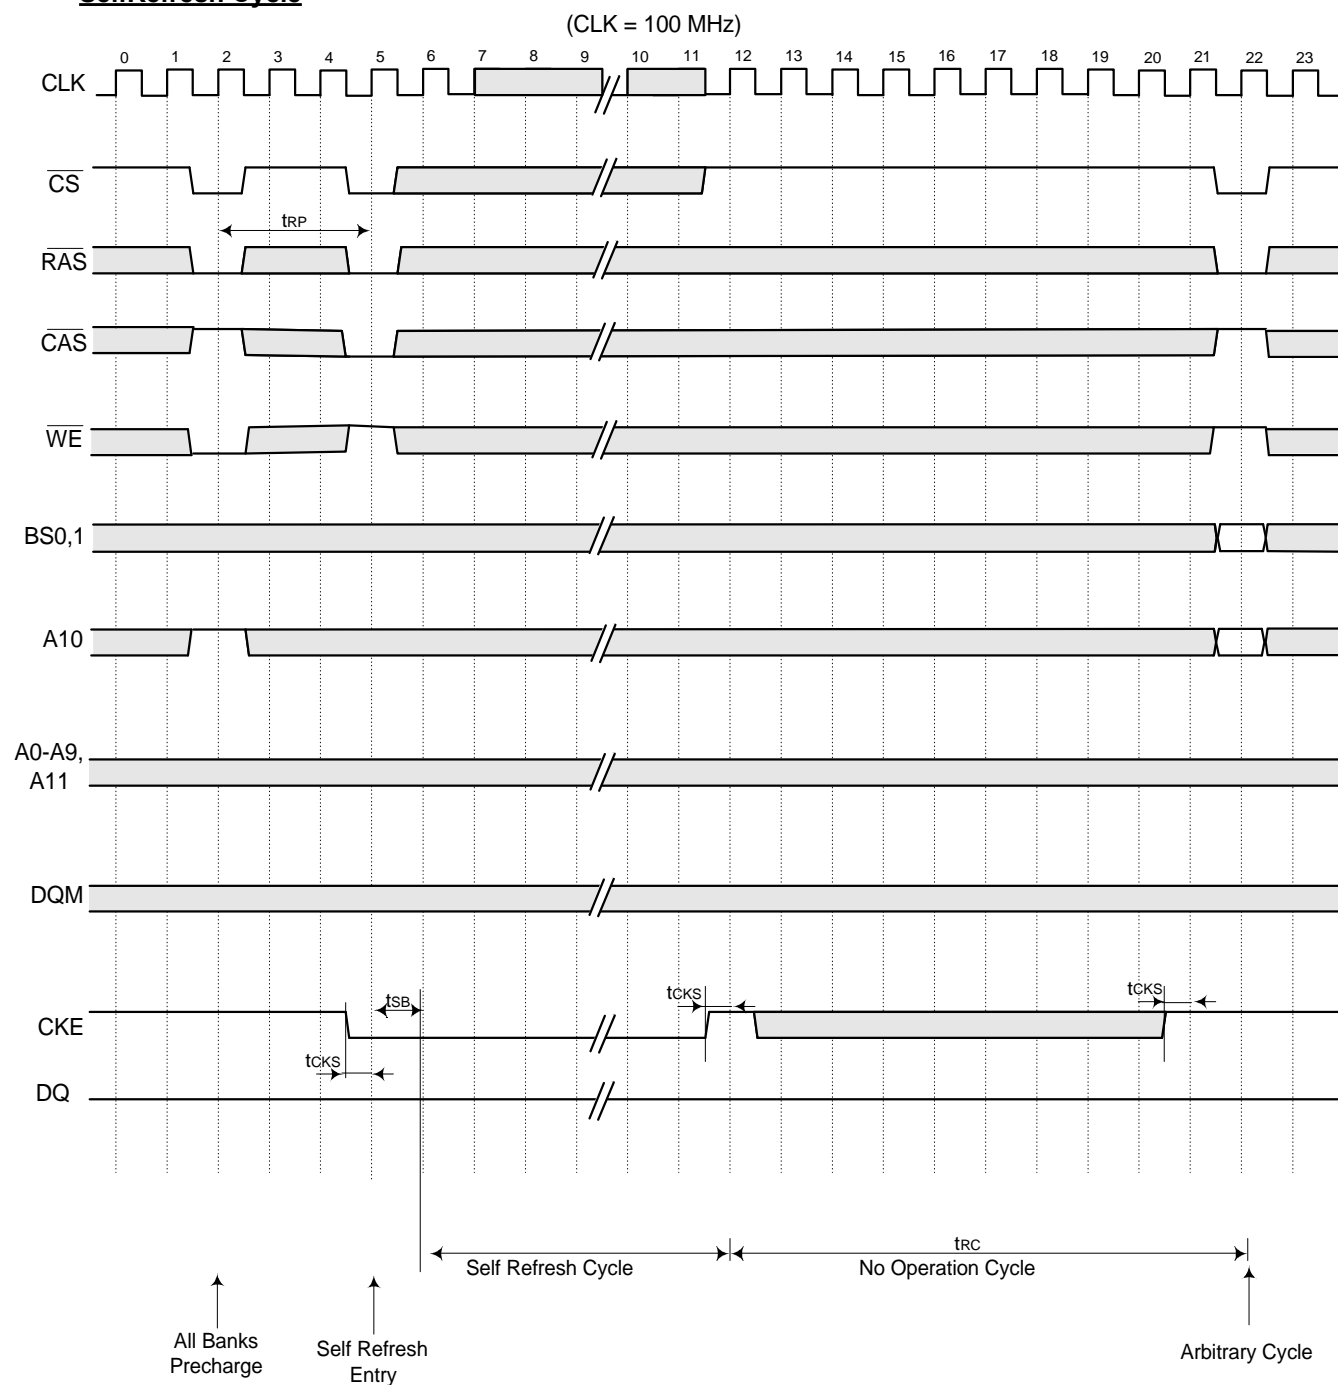 SelfRefresh Cycle
(CLK = 100 MHz)
0 1 2 3 4 5 6 7 8 9 10 11 12 13 14 15 16 17 18 19 20 21 22 23
CLK
CS
tRP
RAS
CAS
WE
BS0,1
A10
A0-A9,
A11
DQM
tSB
tCKS
tCKS
CKE
tCKS
DQ
tRC
Self Refresh Cycle
No Operation Cycle
All Banks
Precharge
Self Refresh
Entry
Arbitrary Cycle